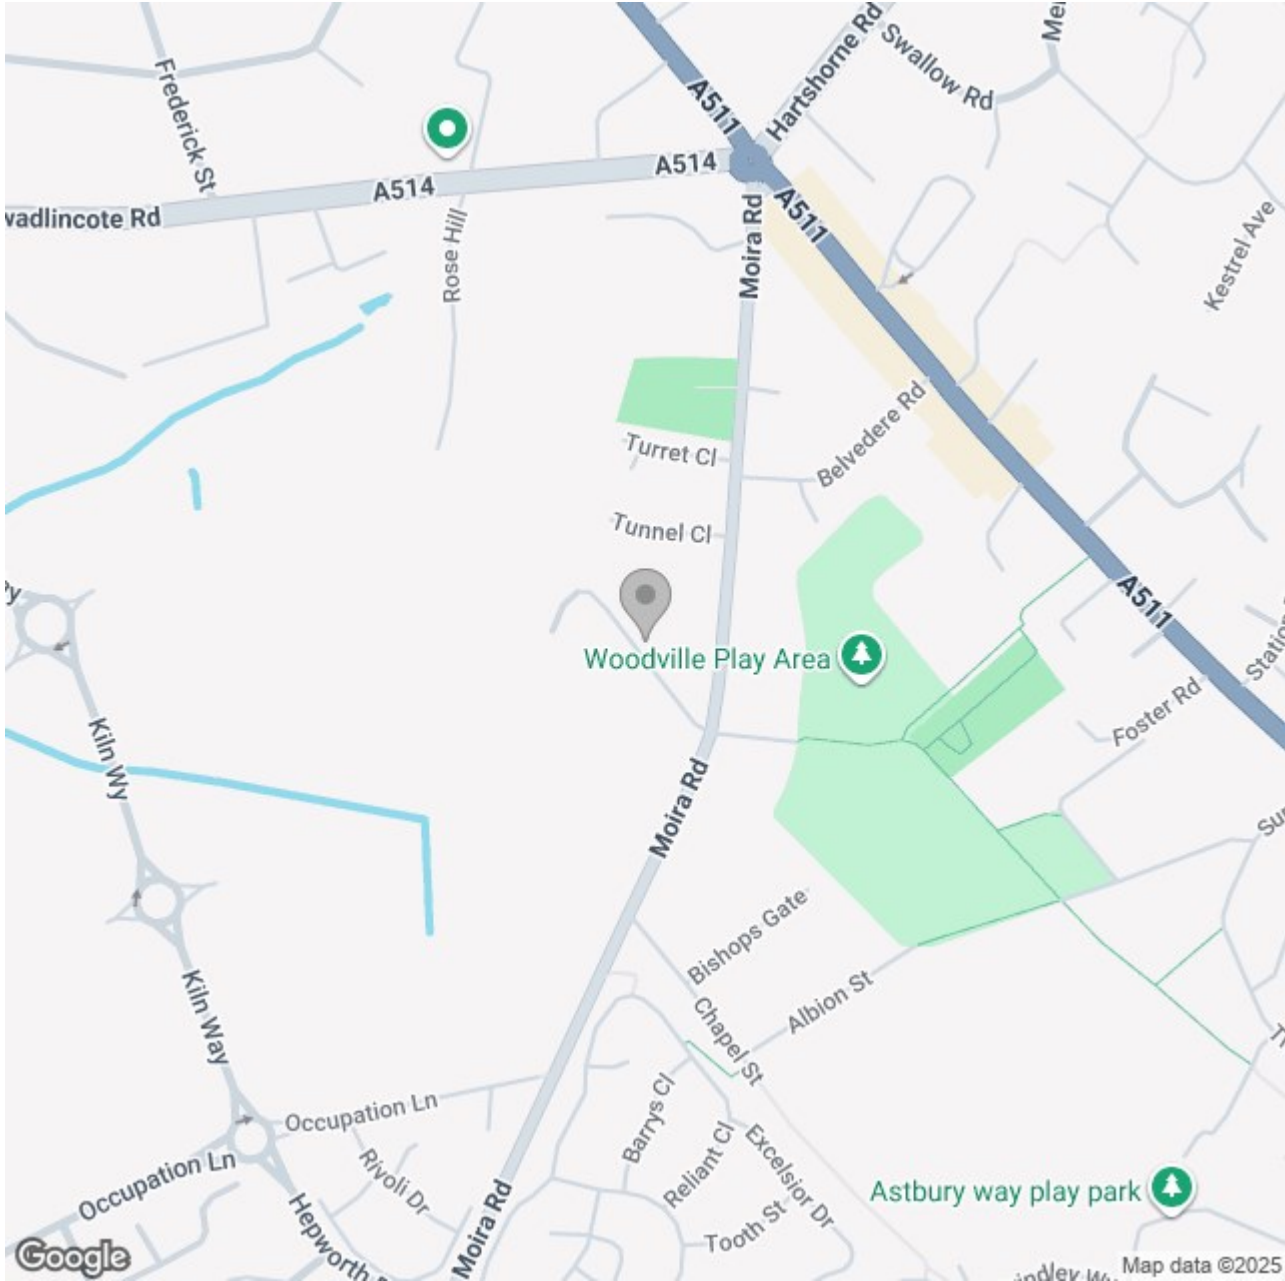 Hartshorne Rd
Swallow Rd
A511
Frederick St
A514
A514
wadlincote Rd
A511
Moira Rd
Rose Hill
Kestrel Ave
Belvedere Rd
Turret Cl
Tunnel Cl
A511
Woodville Play Area
Foster Rd
Kiln Wy
Moira Rd
Bishops Gate
Albion St
Chapel St
Kiln Way
Occupation Ln
Barrys Cl
Reliant Cl
Excelsior Dr
Occupation Ln
Rivoli Dr
Astbury way play park
Tooth St
Moira Rd
Hepworth
Google
Map data ©2025